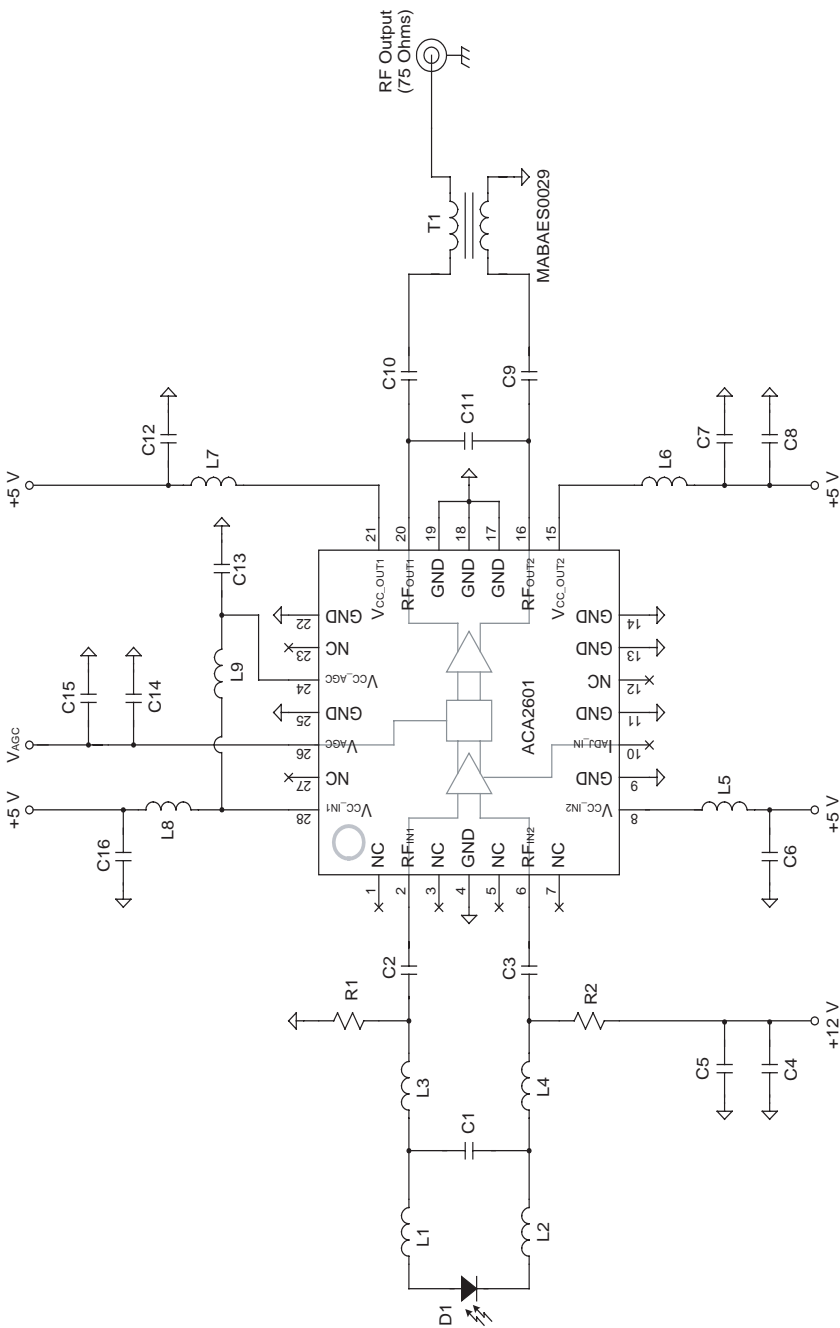 RF Output
(75 Ohms)
T1
MABAES0029
C10
C9
C11
+5 V
C12
L7
L6
C7
C8
+5 V
C13
L9
VAGC
C15
C14
+5 V
C16
L8
21
20
19
18
17
16
15
VCC_OUT1
RFOUT1
GND
GND
GND
RFOUT2
VCC_OUT2
22
23
24
25
26
27
28
GND
NC
VCC_AGC
GND
VAGC
NC
VCC_IN1
ACA2601
14
13
12
11
10
9
8
GND
GND
NC
GND
IADJ_IN
GND
VCC_IN2
NC
RFIN1
NC
GND
NC
RFIN2
NC
1
2
3
4
5
6
7
L5
C6
+5 V
C2
C3
R1
R2
C5
C4
+12 V
L3
L4
C1
L1
L2
D1